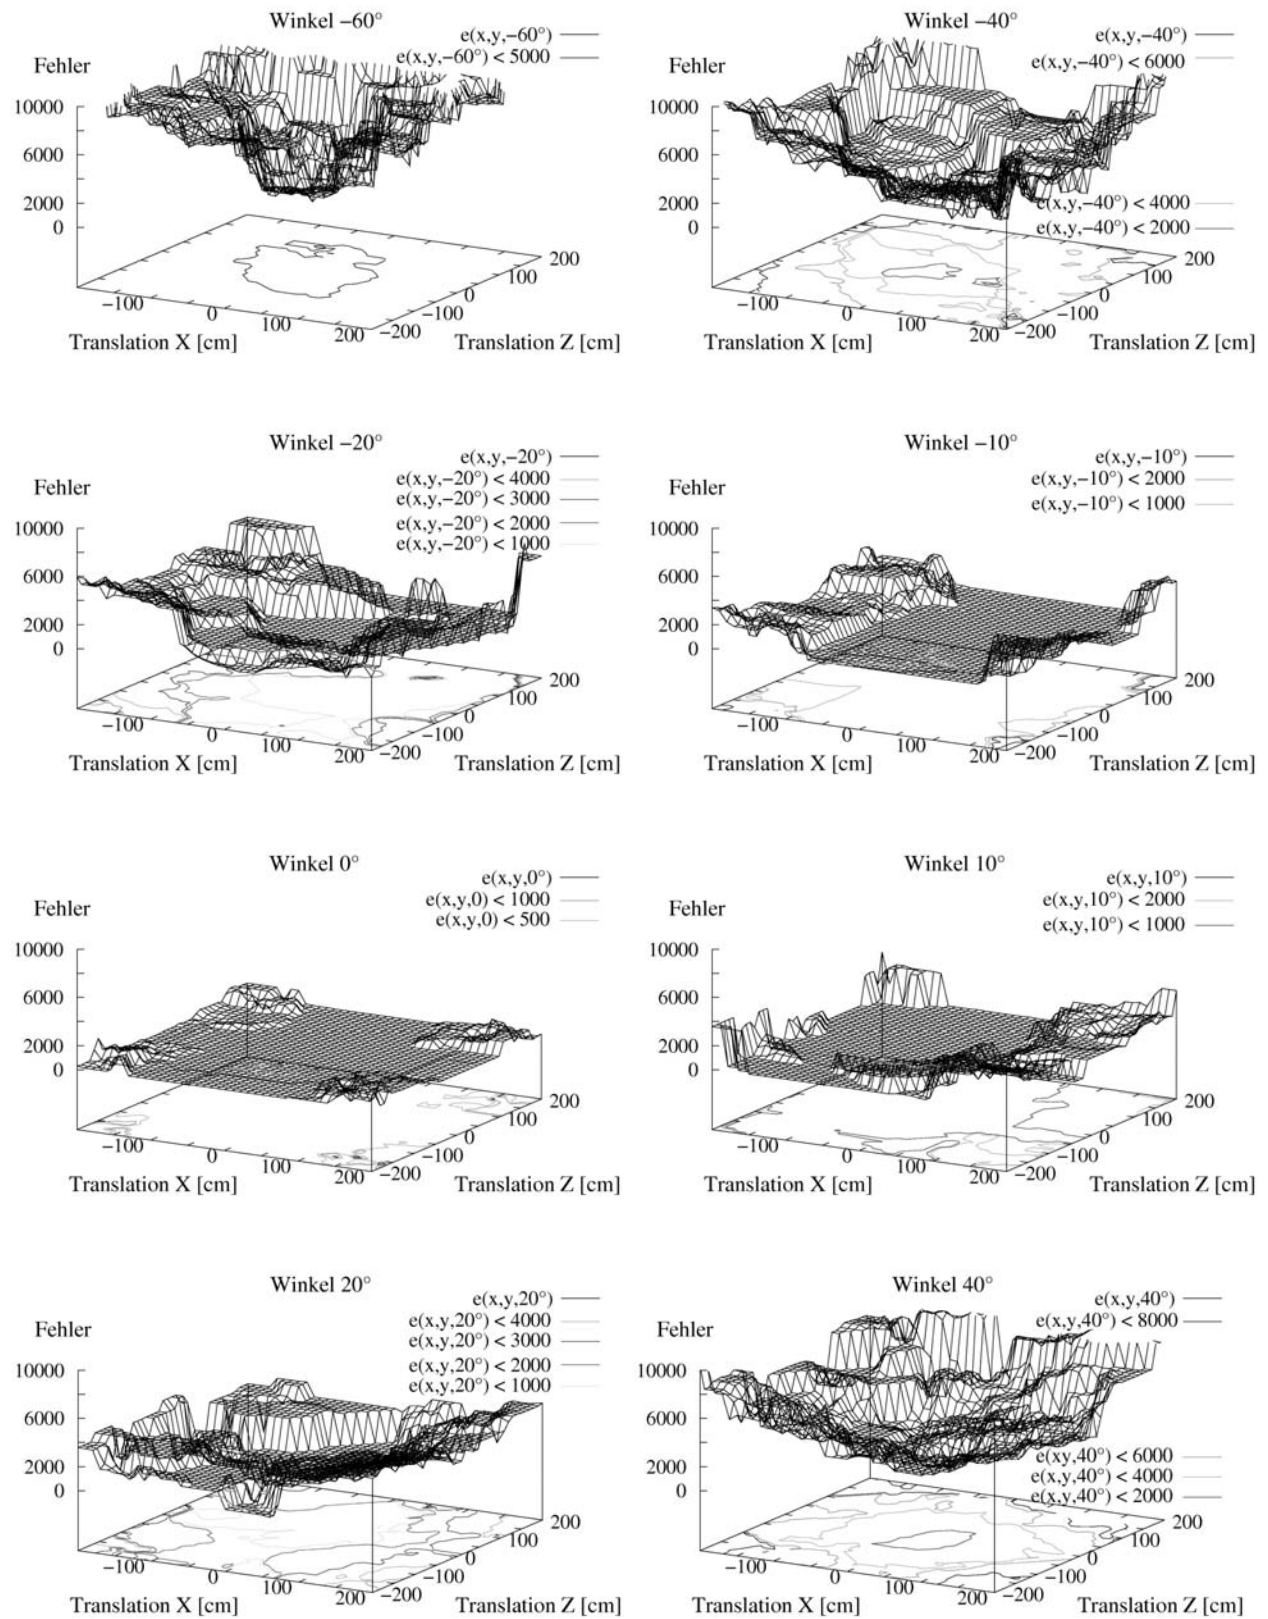 Winkel −60°
e(x,y,−60°)
e(x,y,−60°) < 5000
Fehler
10000
6000
2000
0
200
100
0
−100
−200
−100
0
100
200
Translation X [cm]
Translation Z [cm]
Winkel −40°
e(x,y,−40°)
e(x,y,−40°) < 6000
Fehler
10000
6000
2000
0
e(x,y,−40°) < 4000
e(x,y,−40°) < 2000
200
100
0
−100
−200
−100
0
100
200
Translation X [cm]
Translation Z [cm]
Winkel −20°
e(x,y,−20°)
e(x,y,−20°) < 4000
e(x,y,−20°) < 3000
e(x,y,−20°) < 2000
e(x,y,−20°) < 1000
Fehler
10000
6000
2000
0
200
100
0
−100
−200
−100
0
100
200
Translation X [cm]
Translation Z [cm]
Winkel −10°
e(x,y,−10°)
e(x,y,−10°) < 2000
e(x,y,−10°) < 1000
Fehler
10000
6000
2000
0
200
100
0
−100
−200
−100
0
100
200
Translation X [cm]
Translation Z [cm]
Winkel 0°
e(x,y,0°)
e(x,y,0) < 1000
e(x,y,0) < 500
Fehler
10000
6000
2000
0
200
100
0
−100
−200
−100
0
100
200
Translation X [cm]
Translation Z [cm]
Winkel 10°
e(x,y,10°)
e(x,y,10°) < 2000
e(x,y,10°) < 1000
Fehler
10000
6000
2000
0
200
100
0
−100
−200
−100
0
100
200
Translation X [cm]
Translation Z [cm]
Winkel 20°
e(x,y,20°)
e(x,y,20°) < 4000
e(x,y,20°) < 3000
e(x,y,20°) < 2000
e(x,y,20°) < 1000
Fehler
10000
6000
2000
0
200
100
0
−100
−200
−100
0
100
200
Translation X [cm]
Translation Z [cm]
Winkel 40°
e(x,y,40°)
e(x,y,40°) < 8000
Fehler
10000
6000
2000
0
e(xy,40°) < 6000
e(x,y,40°) < 4000
e(x,y,40°) < 2000
200
100
0
−100
−200
−100
0
100
200
Translation X [cm]
Translation Z [cm]